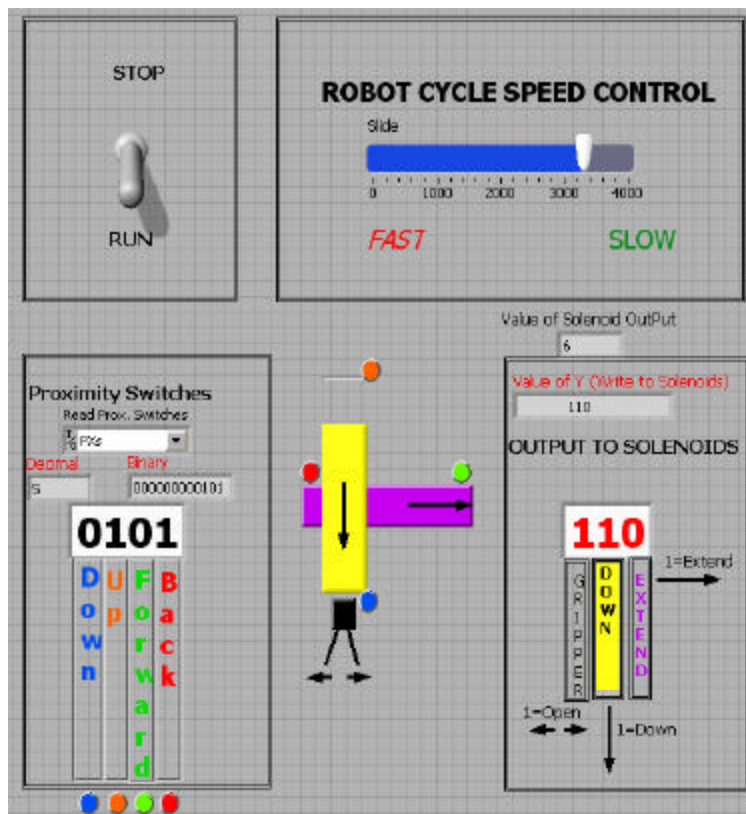 STOP
RUN
ROBOT CYCLE SPEED CONTROL
Slide
0 1000 2000 3000 4000
FAST SLOW
Value of Solenoid OutPut
6
Proximity Switches
Read Prox. Switches
PXs
Decimal Binary
5 000000000101
0101
Down
Up
Forward
Back
Value of Y (Write to Solenoids)
110
OUTPUT TO SOLENOIDS
110
GRIPPER
DOWN
EXTEND
1=Extend
1=Open
1=Down